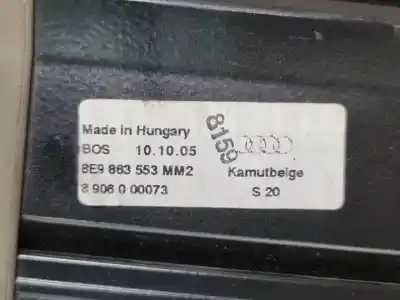 Made in Hungary
BOS 10.10.05
8E9 863 553 MM2
8 906 0 00073
8159
Kamutbeige
S 20